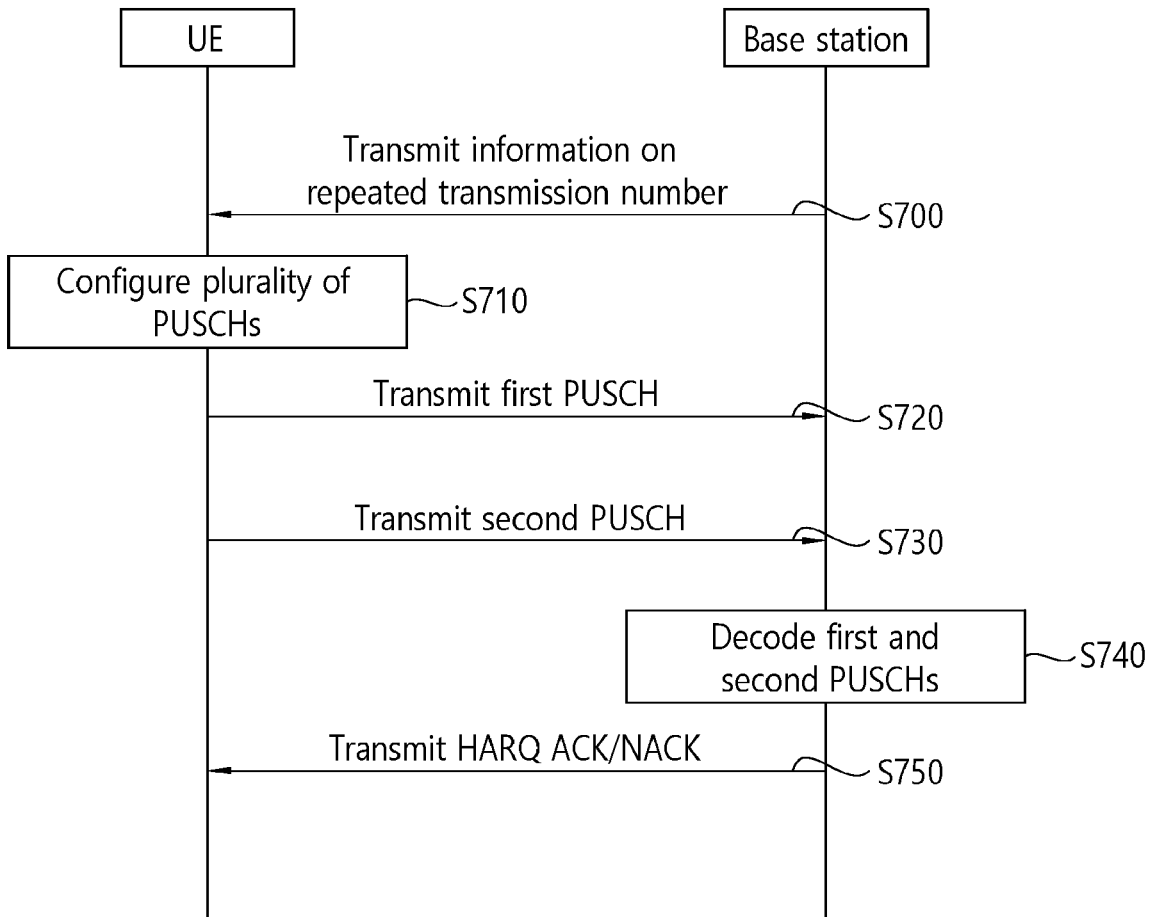 UE
Base station
Transmit information on
repeated transmission number
S700
Configure plurality of
PUSCHs
S710
Transmit first PUSCH
S720
Transmit second PUSCH
S730
Decode first and
second PUSCHs
S740
Transmit HARQ ACK/NACK
S750